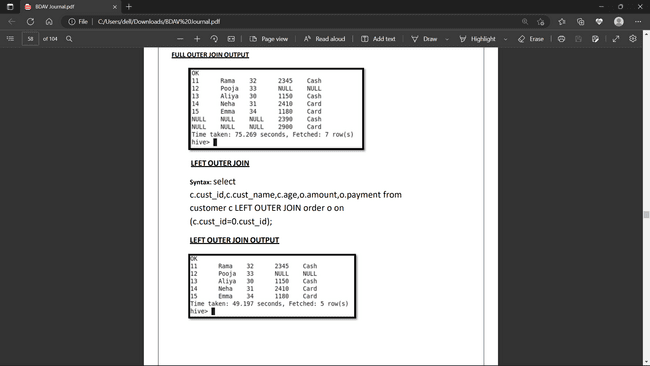 BDAV Journal.pdf
File C:/Users/dell/Downloads/BDAV%20Journal.pdf
58 of 104 Page view Read aloud Add text Draw Highlight Erase
FULL OUTER JOIN OUTPUT
OK
11 Rama 32 2345 Cash
12 Pooja 33 NULL NULL
13 Aliya 30 1150 Cash
14 Neha 31 2410 Card
15 Emma 34 1180 Card
NULL NULL NULL 2390 Cash
NULL NULL NULL 2900 Card
Time taken: 75.269 seconds, Fetched: 7 row(s)
hive>
LFET OUTER JOIN
Syntax: select
c.cust_id,c.cust_name,c.age,o.amount,o.payment from
customer c LEFT OUTER JOIN order o on
(c.cust_id=0.cust_id);
LEFT OUTER JOIN OUTPUT
OK
11 Rama 32 2345 Cash
12 Pooja 33 NULL NULL
13 Aliya 30 1150 Cash
14 Neha 31 2410 Card
15 Emma 34 1180 Card
Time taken: 49.197 seconds, Fetched: 5 row(s)
hive>